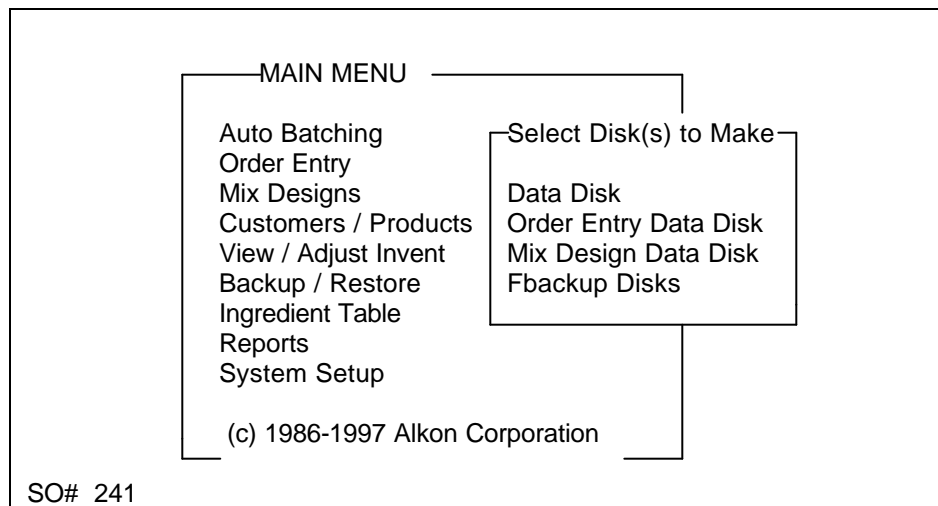 MAIN MENU
Auto Batching
Order Entry
Mix Designs
Customers / Products
View / Adjust Invent
Backup / Restore
Ingredient Table
Reports
System Setup
(c) 1986-1997 Alkon Corporation
Select Disk(s) to Make
Data Disk
Order Entry Data Disk
Mix Design Data Disk
Fbackup Disks
SO# 241